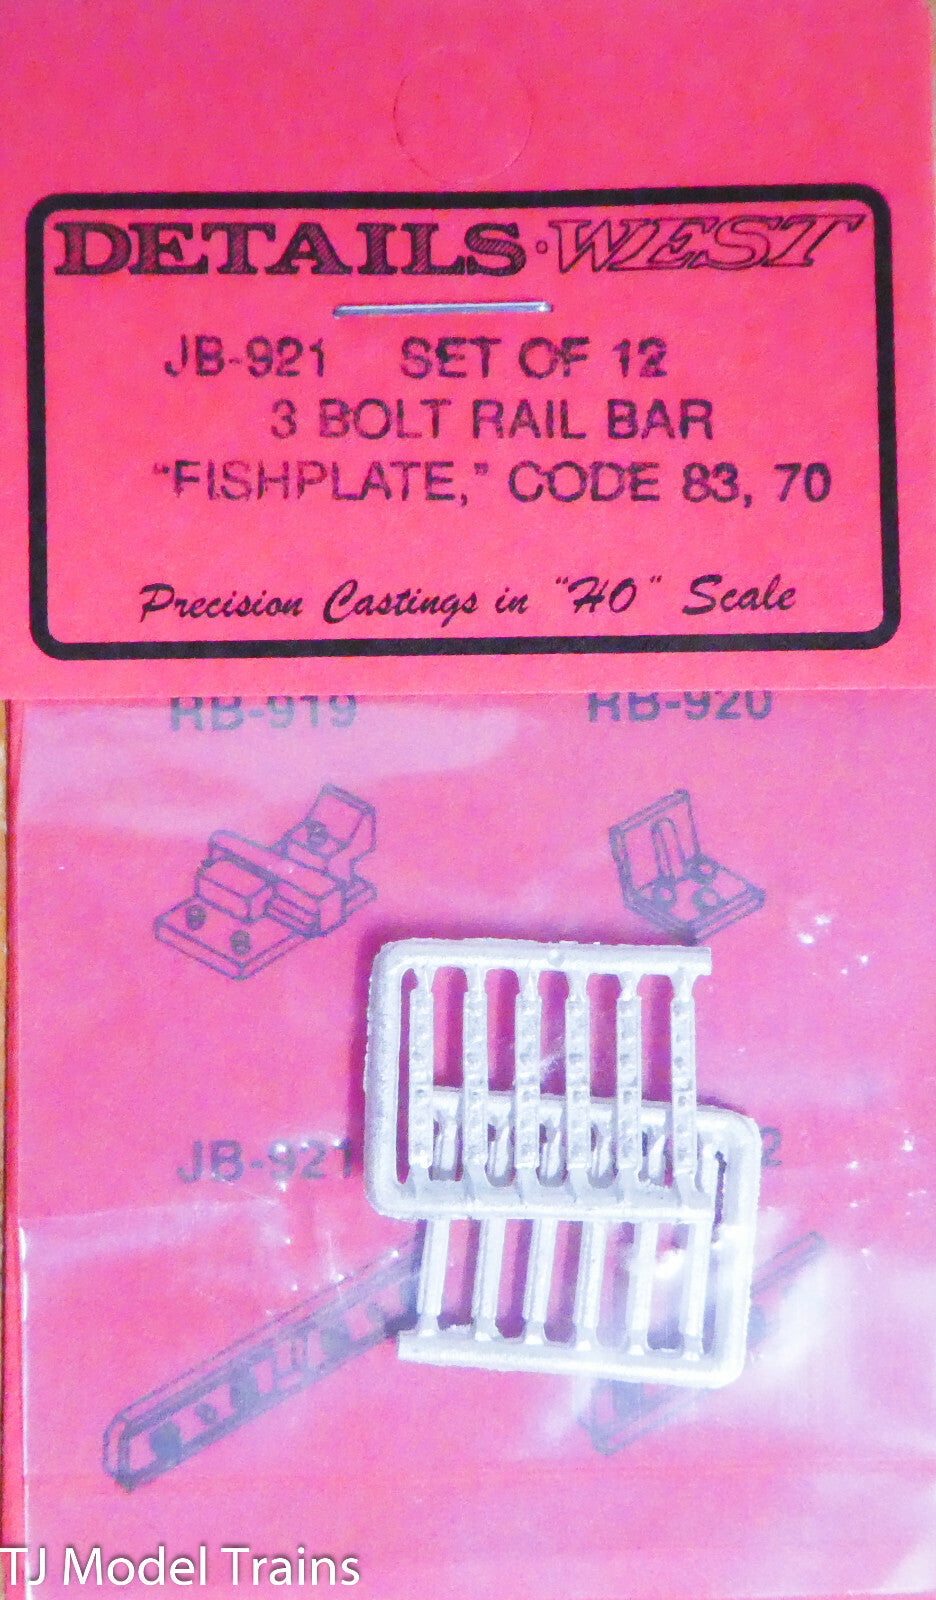 DETAILS·WEST
JB-921 SET OF 12
3 BOLT RAIL BAR
"FISHPLATE," CODE 83, 70
Precision Castings in "HO" Scale
RB-919 RB-920
JB-921 2
TJ Model Trains